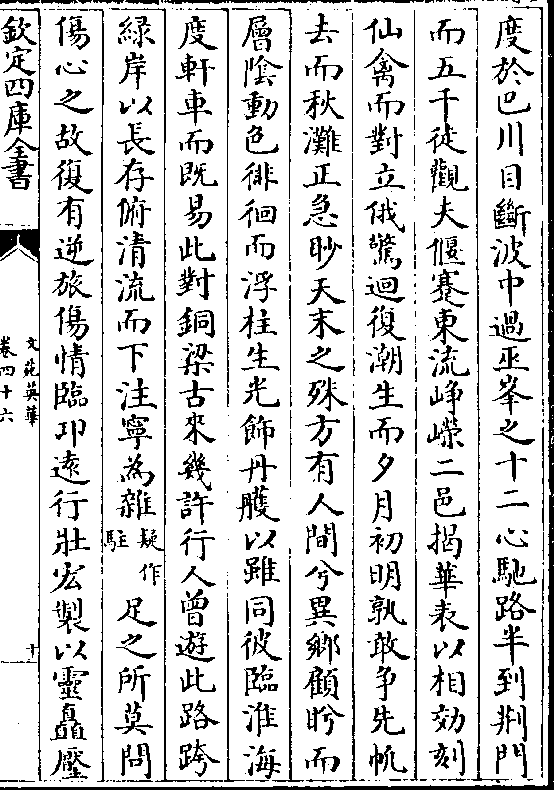 度於巴川目斷波中過巫峯之十二心馳路半到荆門
而五千徒觀夫偃蹇東流崢嶸二邑揭華表以相効刻
仙禽而對立俄驚迴復潮生而夕月初明孰敢争先帆
去而秋灘正急眇天末之殊方有人間兮異鄉顧眄而
層陰動色徘徊而浮柱生光飾丹雘以雖同彼臨淮海
度軒車而既易此對銅梁古來幾許行人曾遊此路跨
緑岸以長存俯清流而下注寧為雖疑作駐足之所莫問
傷心之故復有逆旅傷情臨卭遠行壯宏製以靈矗壓
欽定四庫全書
文苑英華
卷四十六
十